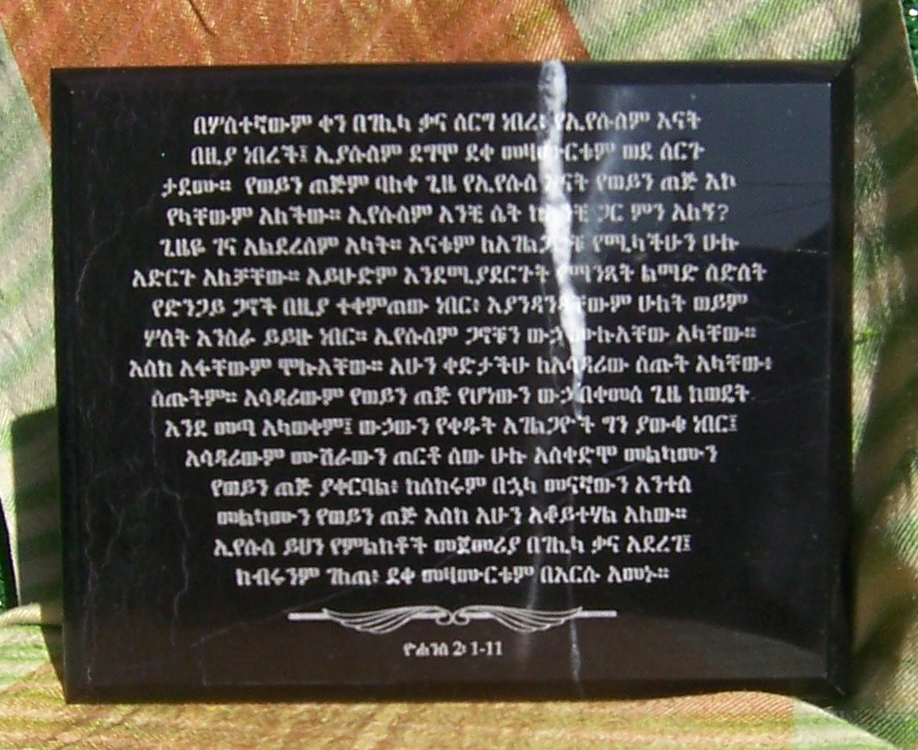 በሦስተኛውም ቀን በገሊላ ቃና ሰርግ ነበረ፤ የኢየሱስም እናት
በዚያ ነበረች፤ ኢያሱስም ደግሞ ደቀ መዛሙርቱም ወደ ሰርጉ
ታደሙ። የወይን ጠጅም ባለቀ ጊዜ የኢየሱስ እናት የወይን ጠጅ እኮ
የላቸውም አለችው። ኢየሱስም አንቺ ሴት ከአንቺ ጋር ምን አለኝ?
ጊዜዬ ገና አልደረሰም አላት። እናቱም ለአገልጋዮቹ የሚላችሁን ሁሉ
አድርጉ አለቻቸው። አይሁድም እንደሚያደርጉት የማንጻት ልማድ ስድስት
የድንጋይ ጋኖች በዚያ ተቀምጠው ነበር፤ እያንዳንዳቸውም ሁለት ወይም
ሦስት እንስራ ይይዙ ነበር። ኢየሱስም ጋኖቹን ውኃ ሙሉአቸው አላቸው።
እስከ አፋቸውም ሞሉአቸው። አሁን ቀድታችሁ ለአሳዳሪው ስጡት አላቸው፤
ሰጡትም። አሳዳሪውም የወይን ጠጅ የሆነውን ውኃ በቀመሰ ጊዜ ከወዴት
እንደ መጣ አላወቀም፤ ውኃውን የቀዱት አገልጋዮች ግን ያውቁ ነበር፤
አሳዳሪውም ሙሽራውን ጠርቶ ሰው ሁሉ አስቀድሞ መልካሙን
የወይን ጠጅ ያቀርባል፤ ከሰከሩም በኋላ መናኛውን አንተስ
መልካሙን የወይን ጠጅ እስከ አሁን አቆይተሃል አለው።
ኢየሱስ ይህን የምልክቶች መጀመሪያ በገሊላ ቃና አደረገ፤
ክብሩንም ገለጠ፤ ደቀ መዛሙርቱም በእርሱ አመኑ።
ዮሐንስ 2፡ 1-11